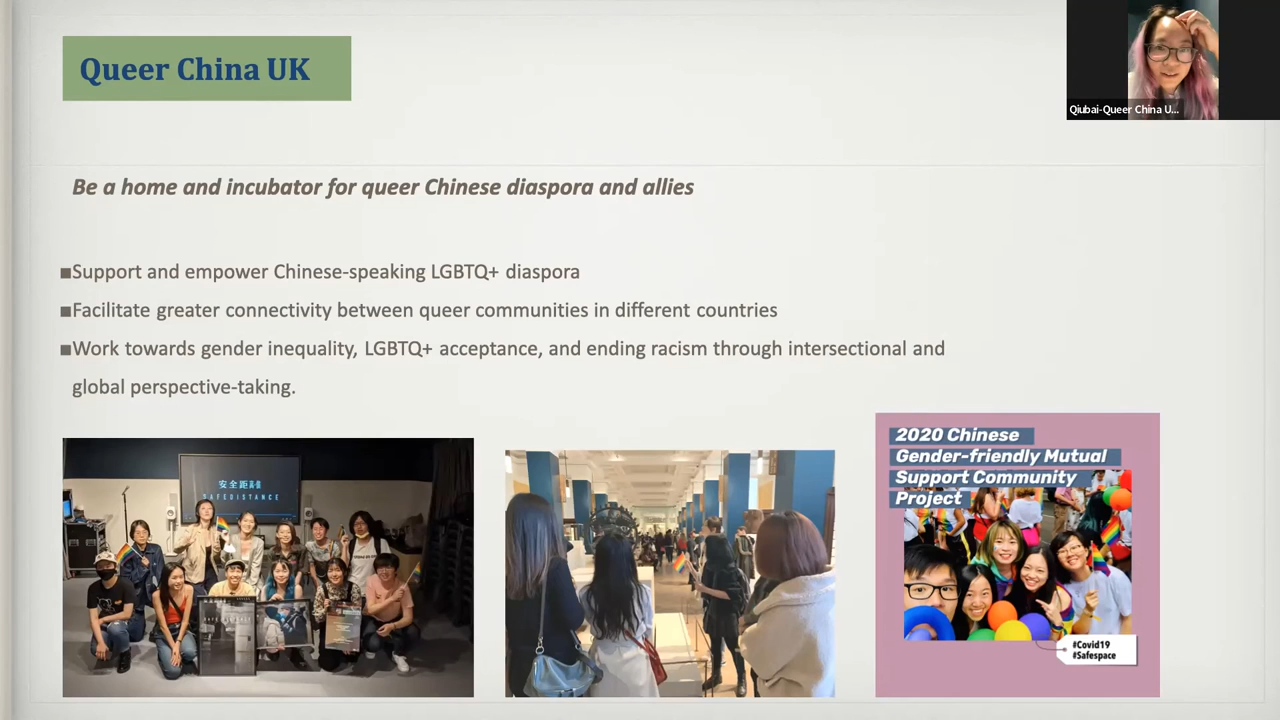 Queer China UK
Qiubai-Queer China U...
Be a home and incubator for queer Chinese diaspora and allies
■Support and empower Chinese-speaking LGBTQ+ diaspora
■Facilitate greater connectivity between queer communities in different countries
■Work towards gender inequality, LGBTQ+ acceptance, and ending racism through intersectional and
global perspective-taking.
安全距离
SAFEDISTANCE
2020 Chinese
Gender-friendly Mutual
Support Community
Project
#Covid19
#Safespace